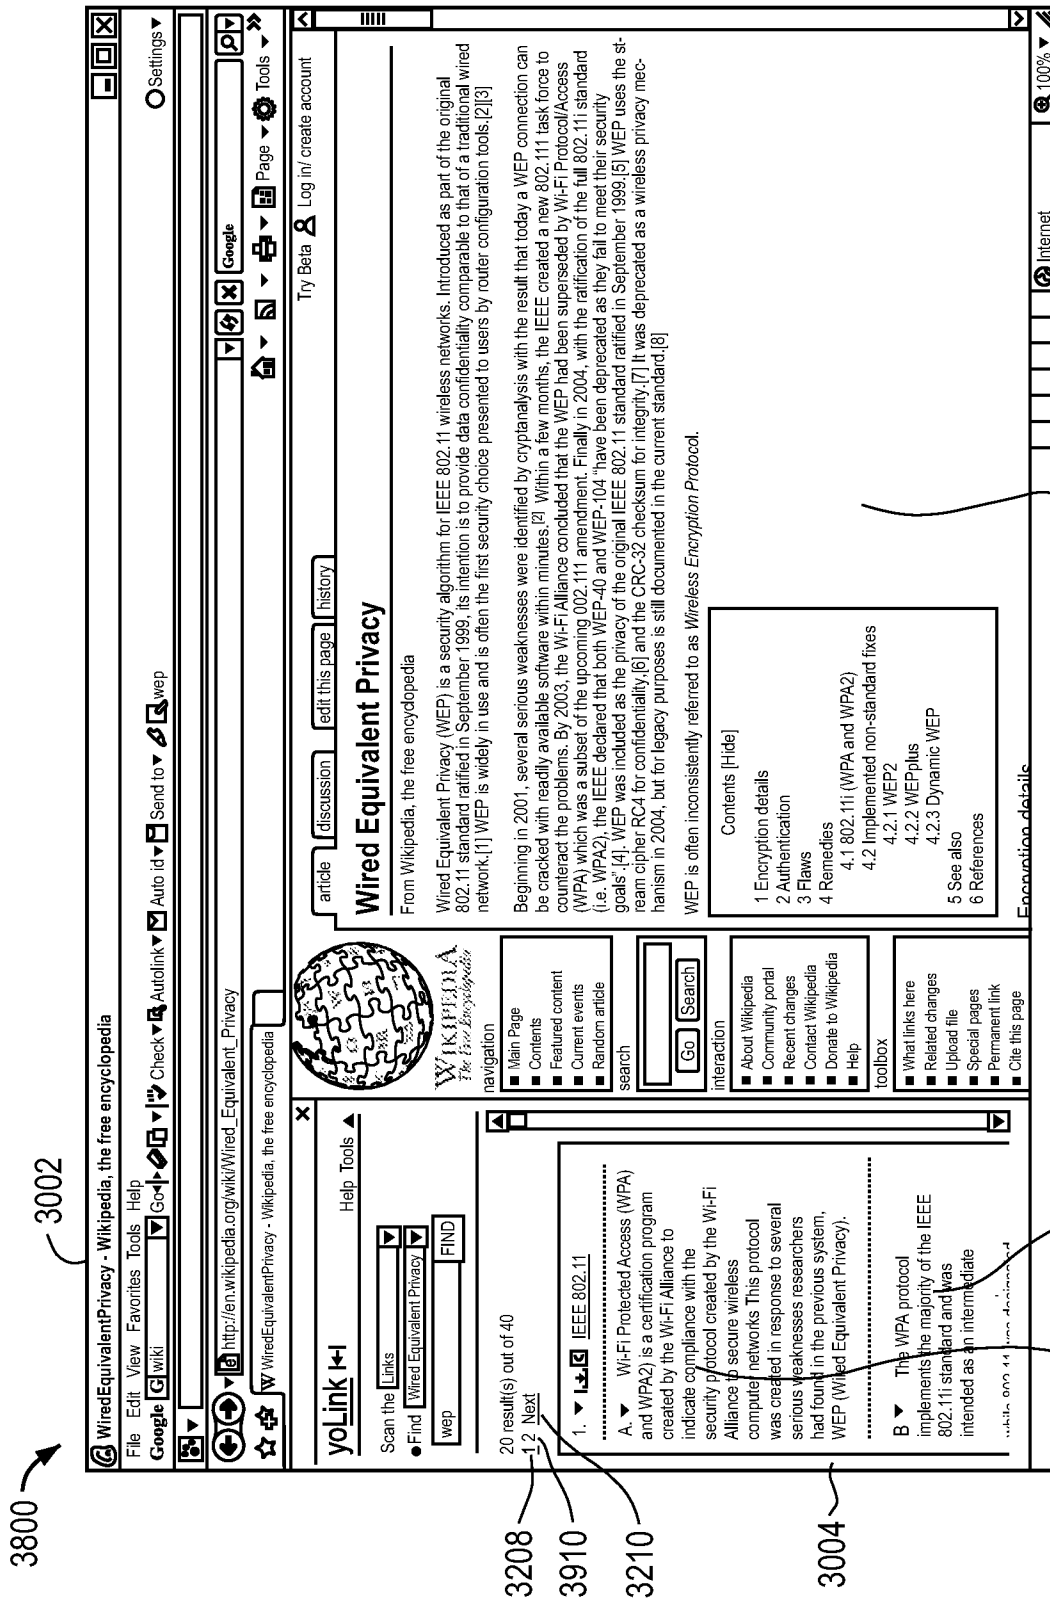 3800
3002
WiredEquivalentPrivacy - Wikipedia, the free encyclopedia
File Edit View Favorites Tools Help
Google G wiki Go Check Autolink Auto id Send to wep Settings
http://en.wikipedia.org/wiki/Wired_Equivalent_Privacy Google
W WiredEquivalentPrivacy - Wikipedia, the free encyclopedia Page Tools »
yoLink
Help Tools
Scan the Links
Find Wired Equivalent Privacy
wep FIND
20 result(s) out of 40
1 2 Next
3208
3910
3210
3004
1. IEEE 802.11
A. Wi-Fi Protected Access (WPA)
and WPA2) is a certification program
created by the Wi-Fi Alliance to
indicate compliance with the
security protocol created by the Wi-Fi
Alliance to secure wireless
computer networks This protocol
was created in response to several
serious weaknesses researchers
had found in the previous system,
WEP (Wired Equivalent Privacy).
B The WPA protocol
implements the majority of the IEEE
802.11i standard and was
intended as an intermediate
WIKIPEDIA
The Free Encyclopedia
navigation
Main Page
Contents
Featured content
Current events
Random article
search
Go Search
interaction
About Wikipedia
Community portal
Recent changes
Contact Wikipedia
Donate to Wikipedia
Help
toolbox
What links here
Related changes
Upload file
Special pages
Permanent link
Cite this page
Try Beta Log in/ create account
article discussion edit this page history
Wired Equivalent Privacy
From Wikipedia, the free encyclopedia
Wired Equivalent Privacy (WEP) is a security algorithm for IEEE 802.11 wireless networks. Introduced as part of the original
802.11 standard ratified in September 1999, its intention is to provide data confidentiality comparable to that of a traditional wired
network.[1] WEP is widely in use and is often the first security choice presented to users by router configuration tools.[2][3]
Beginning in 2001, several serious weaknesses were identified by cryptanalysis with the result that today a WEP connection can
be cracked with readily available software within minutes.[2] Within a few months, the IEEE created a new 802.111 task force to
counteract the problems. By 2003, the Wi-Fi Alliance concluded that the WEP had been superseded by Wi-Fi Protocol/Access
(WPA) which was a subset of the upcoming 002.111 amendment. Finally in 2004, with the ratification of the full 802.11i standard
(i.e. WPA2), the IEEE declared that both WEP-40 and WEP-104 "have been deprecated as they fail to meet their security
goals".[4]. WEP was included as the privacy of the original IEEE 802.11 standard ratified in September 1999.[5] WEP uses the st-
ream cipher RC4 for confidentiality,[6] and the CRC-32 checksum for integrity.[7] It was deprecated as a wireless privacy mec-
hanism in 2004, but for legacy purposes is still documented in the current standard.[8]
WEP is often inconsistently referred to as Wireless Encryption Protocol.
Contents [Hide]
1 Encryption details
2 Authentication
3 Flaws
4 Remedies
4.1 802.11i (WPA and WPA2)
4.2 Implemented non-standard fixes
4.2.1 WEP2
4.2.2 WEPplus
4.2.3 Dynamic WEP
5 See also
6 References
Encryption details
Internet 100%